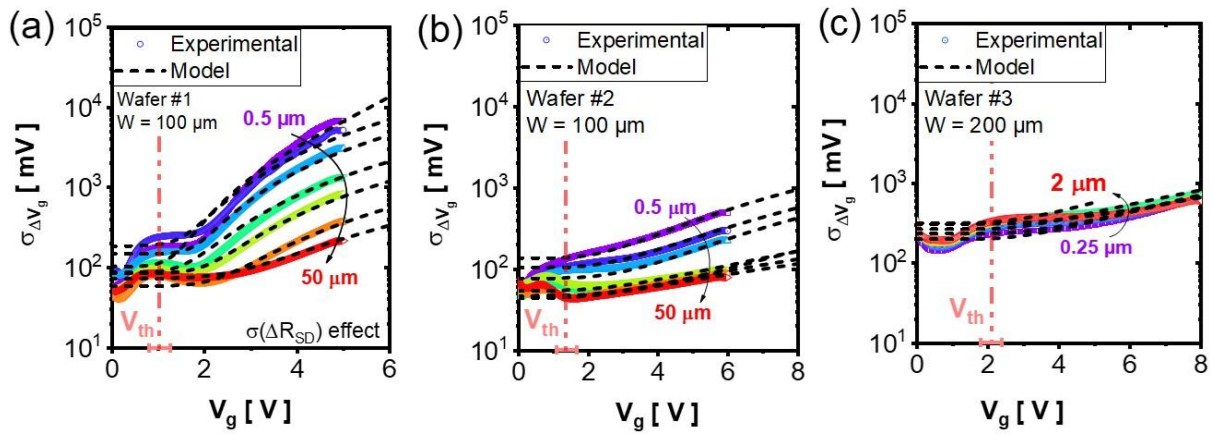 (a)
Experimental
Model
Wafer #1
W = 100 µm
0.5 µm
50 µm
V_th
σ(ΔR_SD) effect
10^5
10^4
10^3
10^2
10^1
σ_ΔV_g [ mV ]
0 2 4 6
V_g [ V ]
(b)
Experimental
Model
Wafer #2
W = 100 µm
0.5 µm
50 µm
V_th
10^5
10^4
10^3
10^2
10^1
σ_ΔV_g [ mV ]
0 2 4 6 8
V_g [ V ]
(c)
Experimental
Model
Wafer #3
W = 200 µm
2 µm
0.25 µm
V_th
10^5
10^4
10^3
10^2
10^1
σ_ΔV_g [ mV ]
0 2 4 6 8
V_g [ V ]